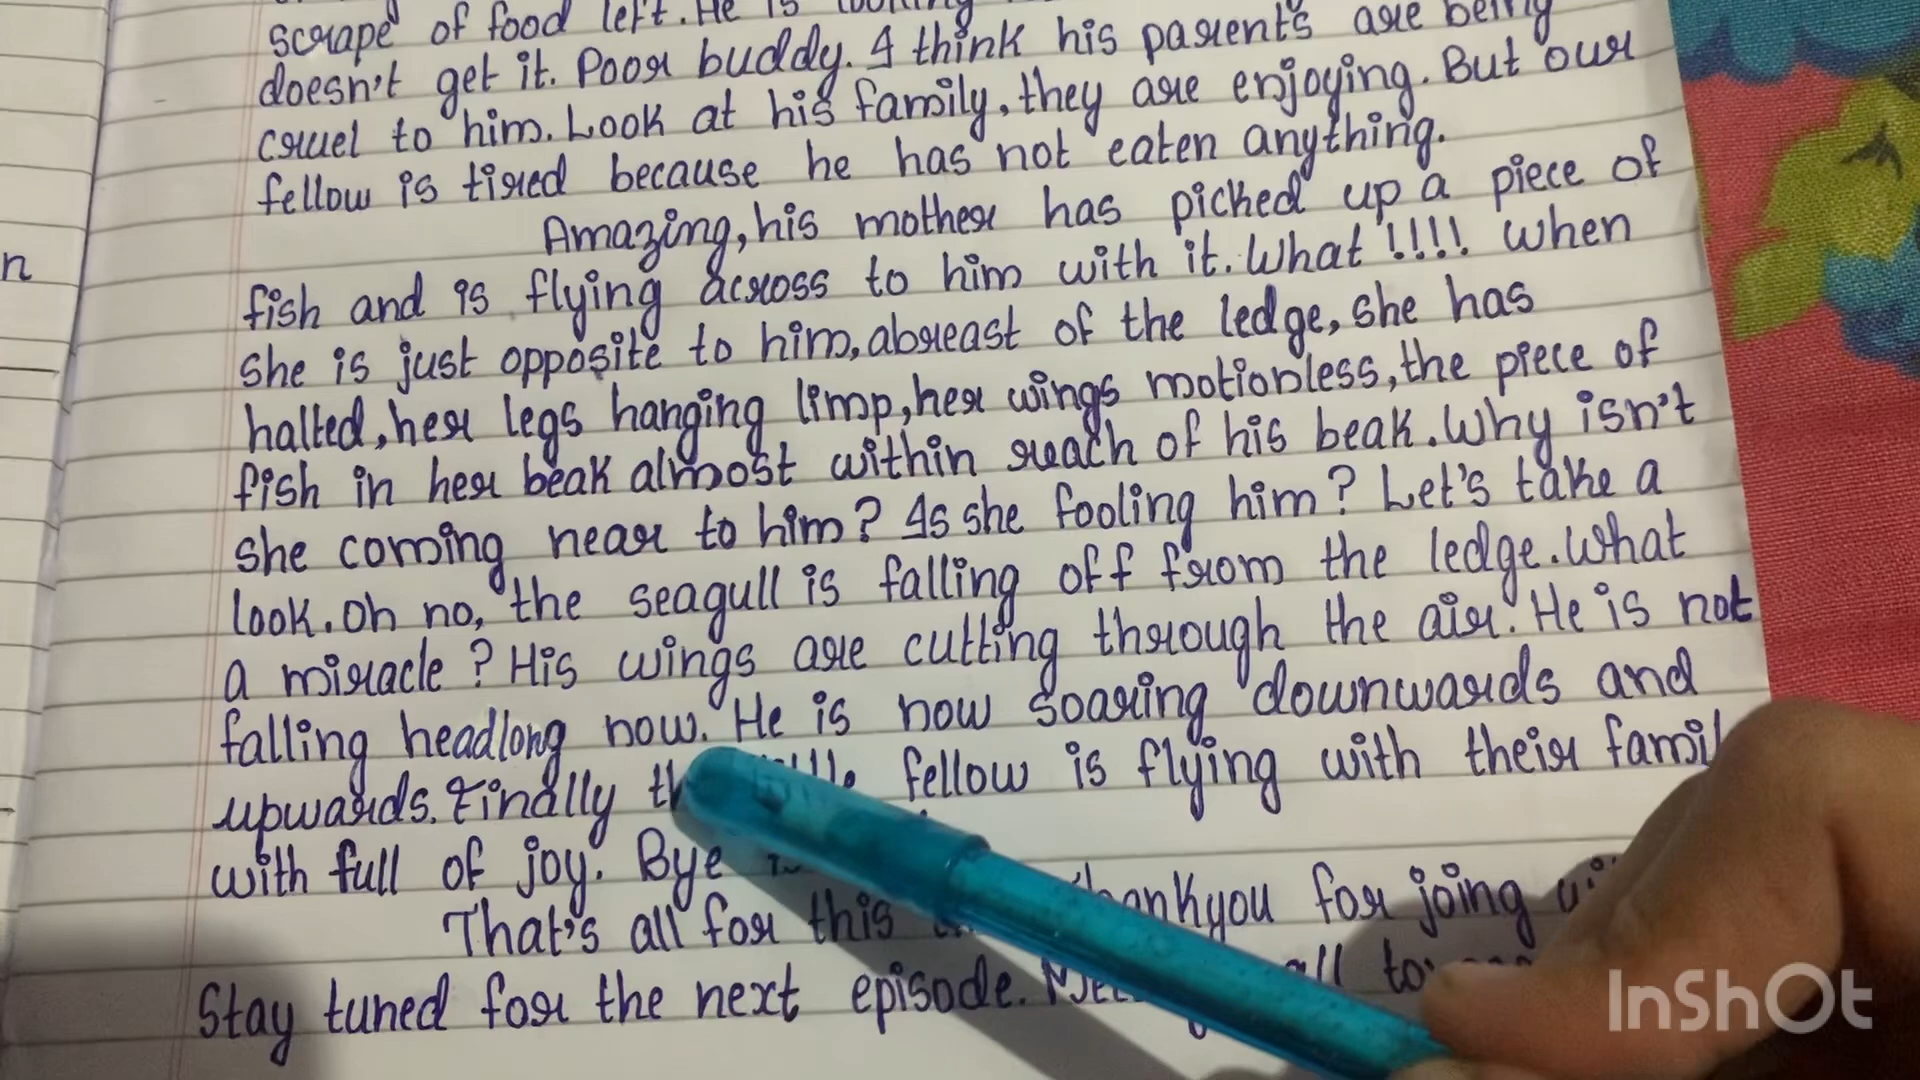 scrape of food left. He is looking
doesn't get it. Poor buddy. I think his parent's are being
cruel to him. Look at his family, they are enjoying. But our
fellow is tired because he has not eaten anything.
Amazing, his mother has picked up a piece of
fish and is flying across to him with it. What !!!! When
she is just opposite to him, abreast of the ledge, she has
halted, her legs hanging limp, her wings motionless, the piece of
fish in her beak almost within reach of his beak. Why isn't
she coming near to him? Is she fooling him? Let's take a
look. Oh no, the seagull is falling off from the ledge. What
a miracle? His wings are cutting through the air. He is not
falling headlong now. He is now soaring downwards and
upwards. Finally fellow is flying with their
with full of joy. Bye
That's all for this for joing
Stay tuned for the next episode. all
n
InShOt